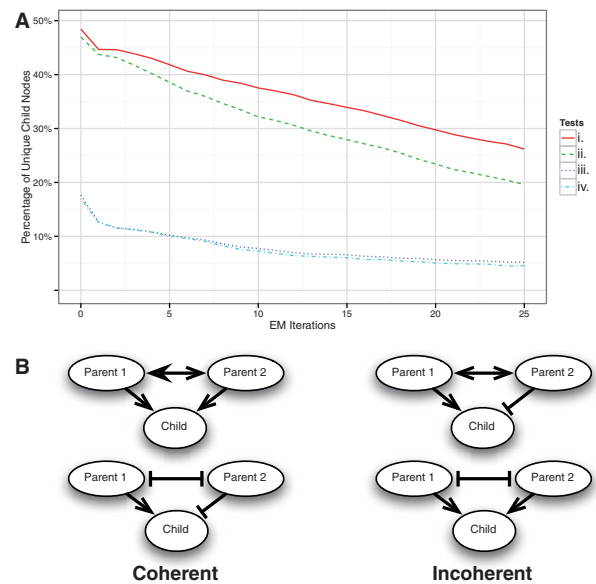 A
50%
40%
30%
20%
10%
Percentage of Unique Child Nodes
0
5
10
15
20
25
EM Iterations
Tests
i.
ii.
iii.
iv.
B
Parent 1
Parent 2
Child
Parent 1
Parent 2
Child
Coherent
Parent 1
Parent 2
Child
Parent 1
Parent 2
Child
Incoherent